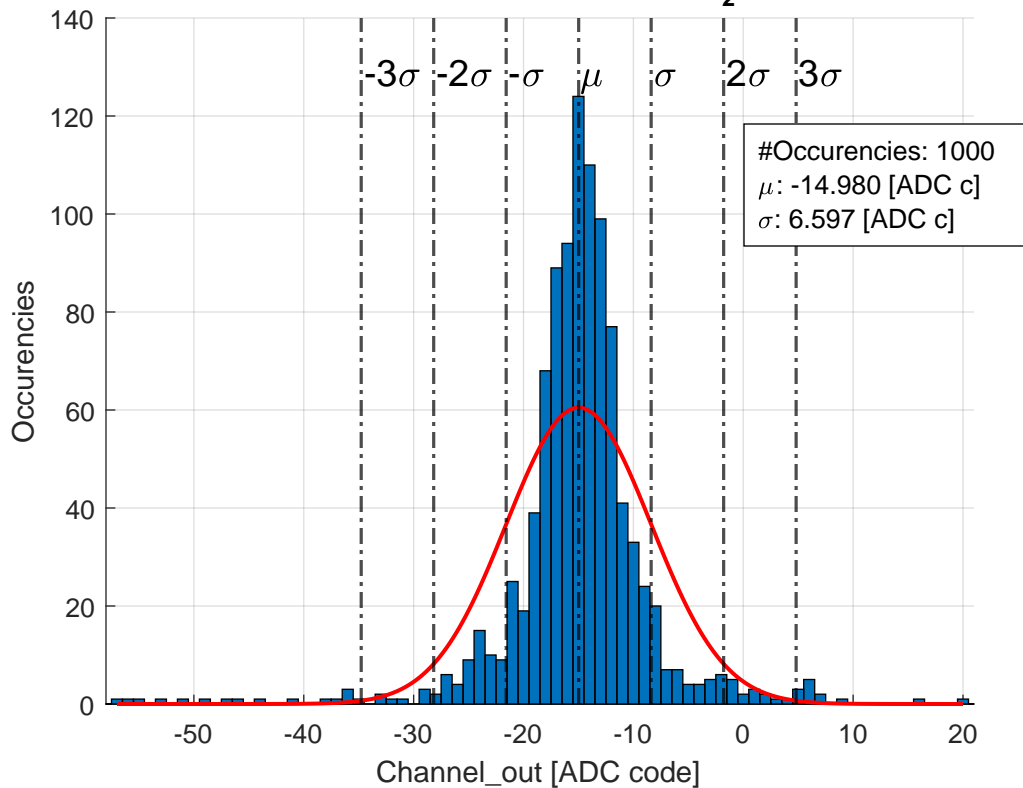 2
140
120
100
80
60
40
20
0
-3σ -2σ -σ μ σ 2σ 3σ
#Occurencies: 1000
μ: -14.980 [ADC c]
σ: 6.597 [ADC c]
Occurencies
-50 -40 -30 -20 -10 0 10 20
Channel_out [ADC code]